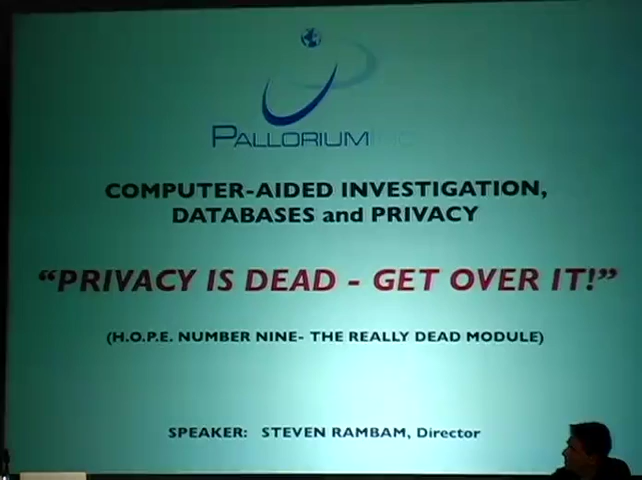 PALLORIUM
COMPUTER-AIDED INVESTIGATION,
DATABASES and PRIVACY
“PRIVACY IS DEAD - GET OVER IT!”
(H.O.P.E. NUMBER NINE- THE REALLY DEAD MODULE)
SPEAKER: STEVEN RAMBAM, Director